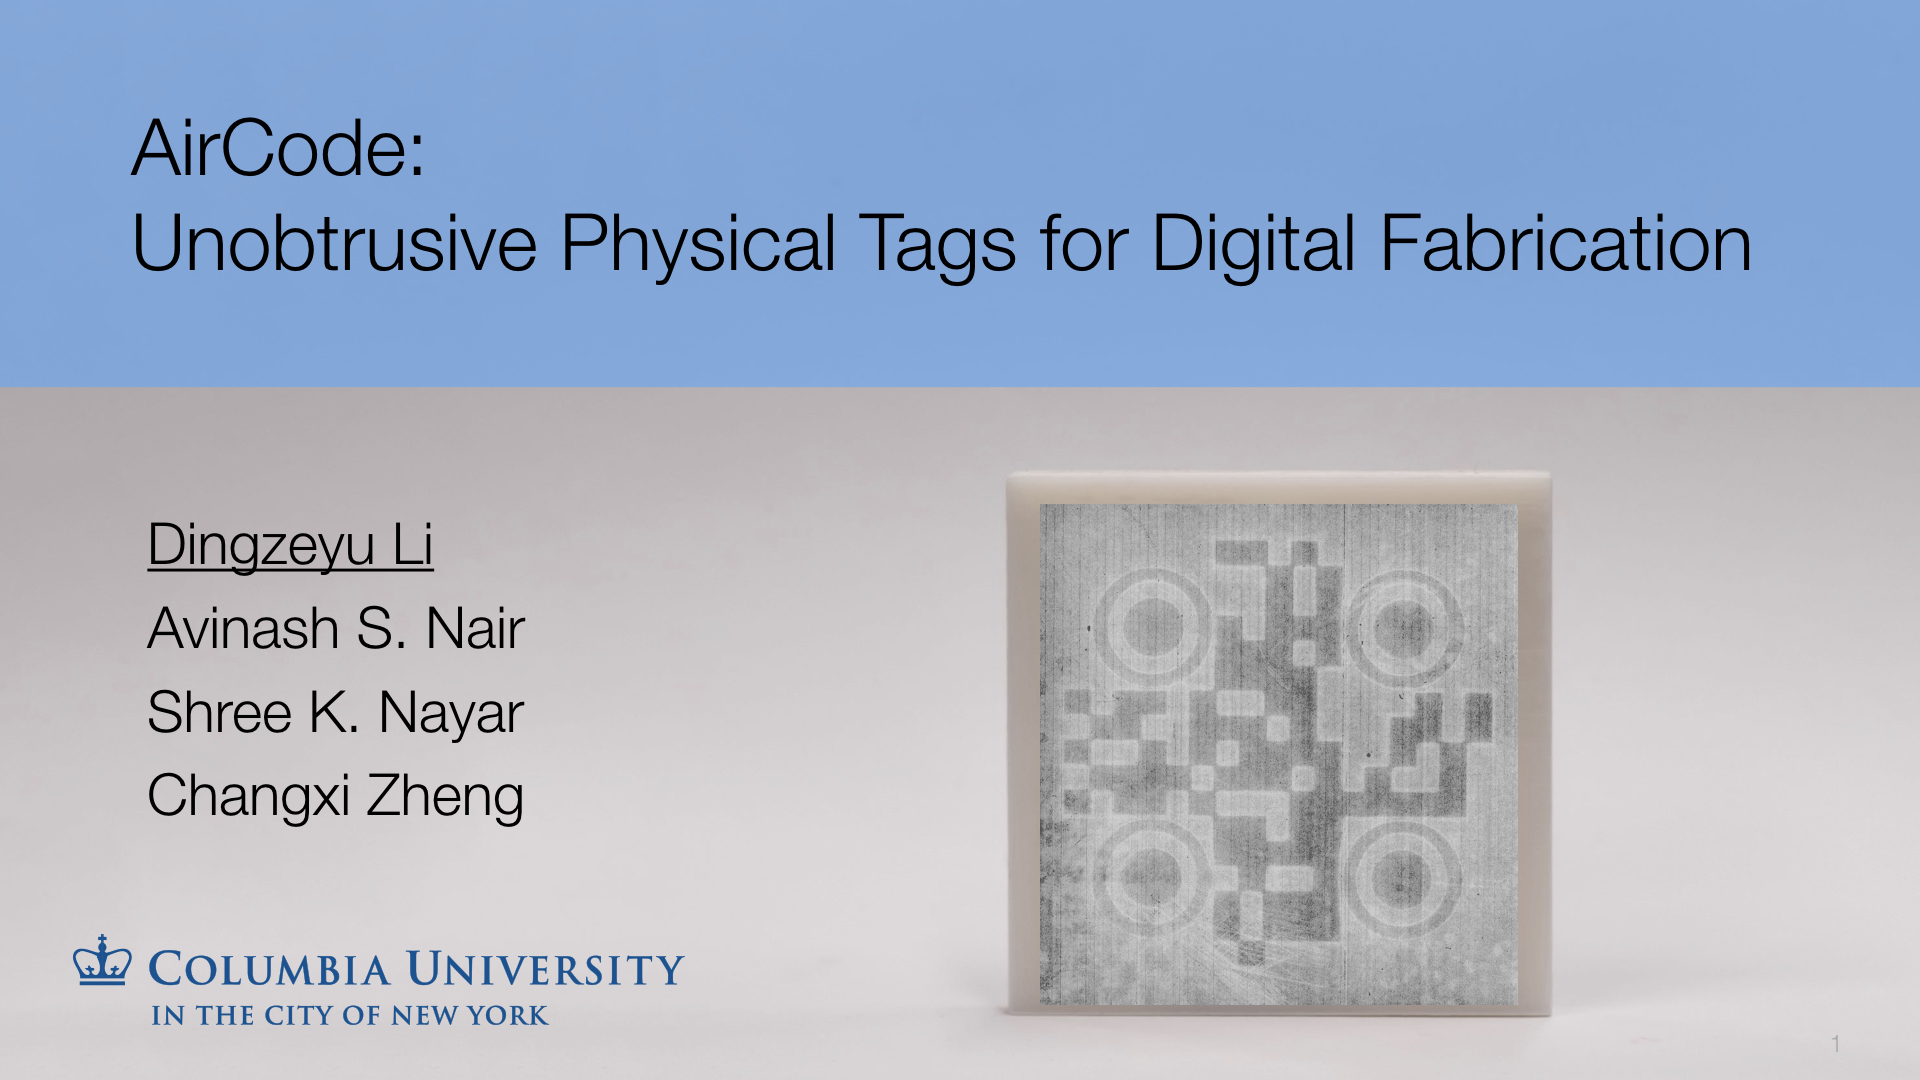 AirCode:
Unobtrusive Physical Tags for Digital Fabrication
Dingzeyu Li
Avinash S. Nair
Shree K. Nayar
Changxi Zheng
COLUMBIA UNIVERSITY
IN THE CITY OF NEW YORK
1